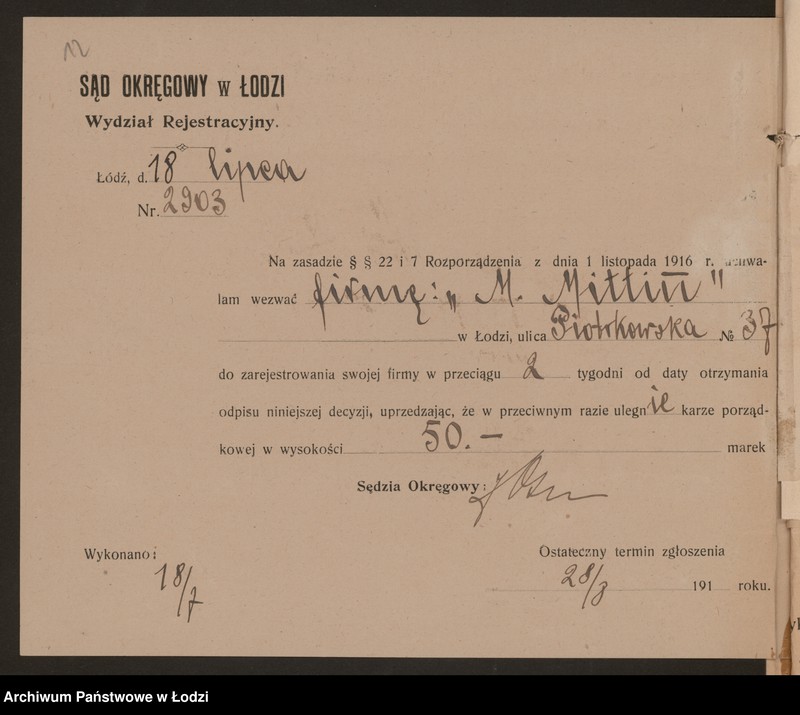 12
SĄD OKRĘGOWY w ŁODZI
Wydział Rejestracyjny.
Łódź, d. 18 lipca
Nr. 2903
Na zasadzie § § 22 i 7 Rozporządzenia z dnia 1 listopada 1916 r. uchwa-
lam wezwać firmę: „M. Mittlin"
w Łodzi, ulica Piotrkowska № 37
do zarejestrowania swojej firmy w przeciągu 2 tygodni od daty otrzymania
odpisu niniejszej decyzji, uprzedzając, że w przeciwnym razie ulegnie karze porząd-
kowej w wysokości 50.— marek
Sędzia Okręgowy:
Wykonano:
18/7
Ostateczny termin zgłoszenia
28/8 191 roku.
Archiwum Państwowe w Łodzi